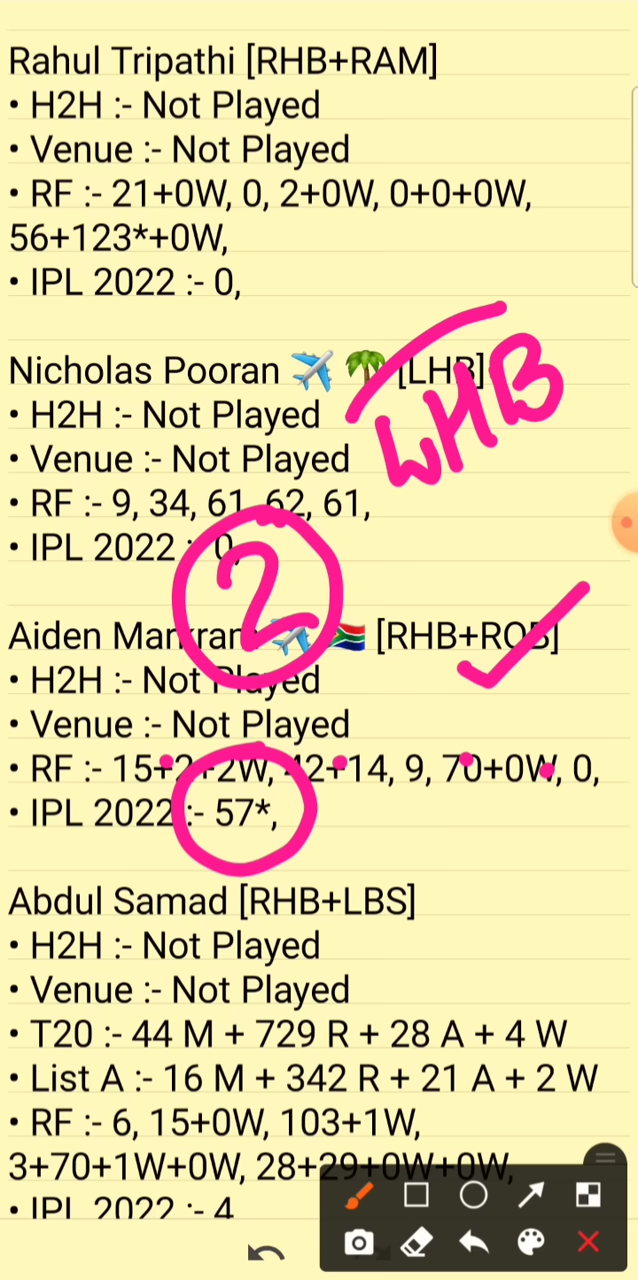 Rahul Tripathi [RHB+RAM]
• H2H :- Not Played
• Venue :- Not Played
• RF :- 21+0W, 0, 2+0W, 0+0+0W,
56+123*+0W,
• IPL 2022 :- 0,
Nicholas Pooran ✈️ 🌴 [LHB]
• H2H :- Not Played
LHB
• Venue :- Not Played
• RF :- 9, 34, 61, 62, 61,
• IPL 2022 :- 0,
2
Aiden Markram ✈️ 🇿🇦 [RHB+ROB]
• H2H :- Not Played
• Venue :- Not Played
• RF :- 15+2+2W, 42+14, 9, 70+0W, 0,
• IPL 2022 :- 57*,
Abdul Samad [RHB+LBS]
• H2H :- Not Played
• Venue :- Not Played
• T20 :- 44 M + 729 R + 28 A + 4 W
• List A :- 16 M + 342 R + 21 A + 2 W
• RF :- 6, 15+0W, 103+1W,
3+70+1W+0W, 28+29+0W+0W,
• IPL 2022 :- 4